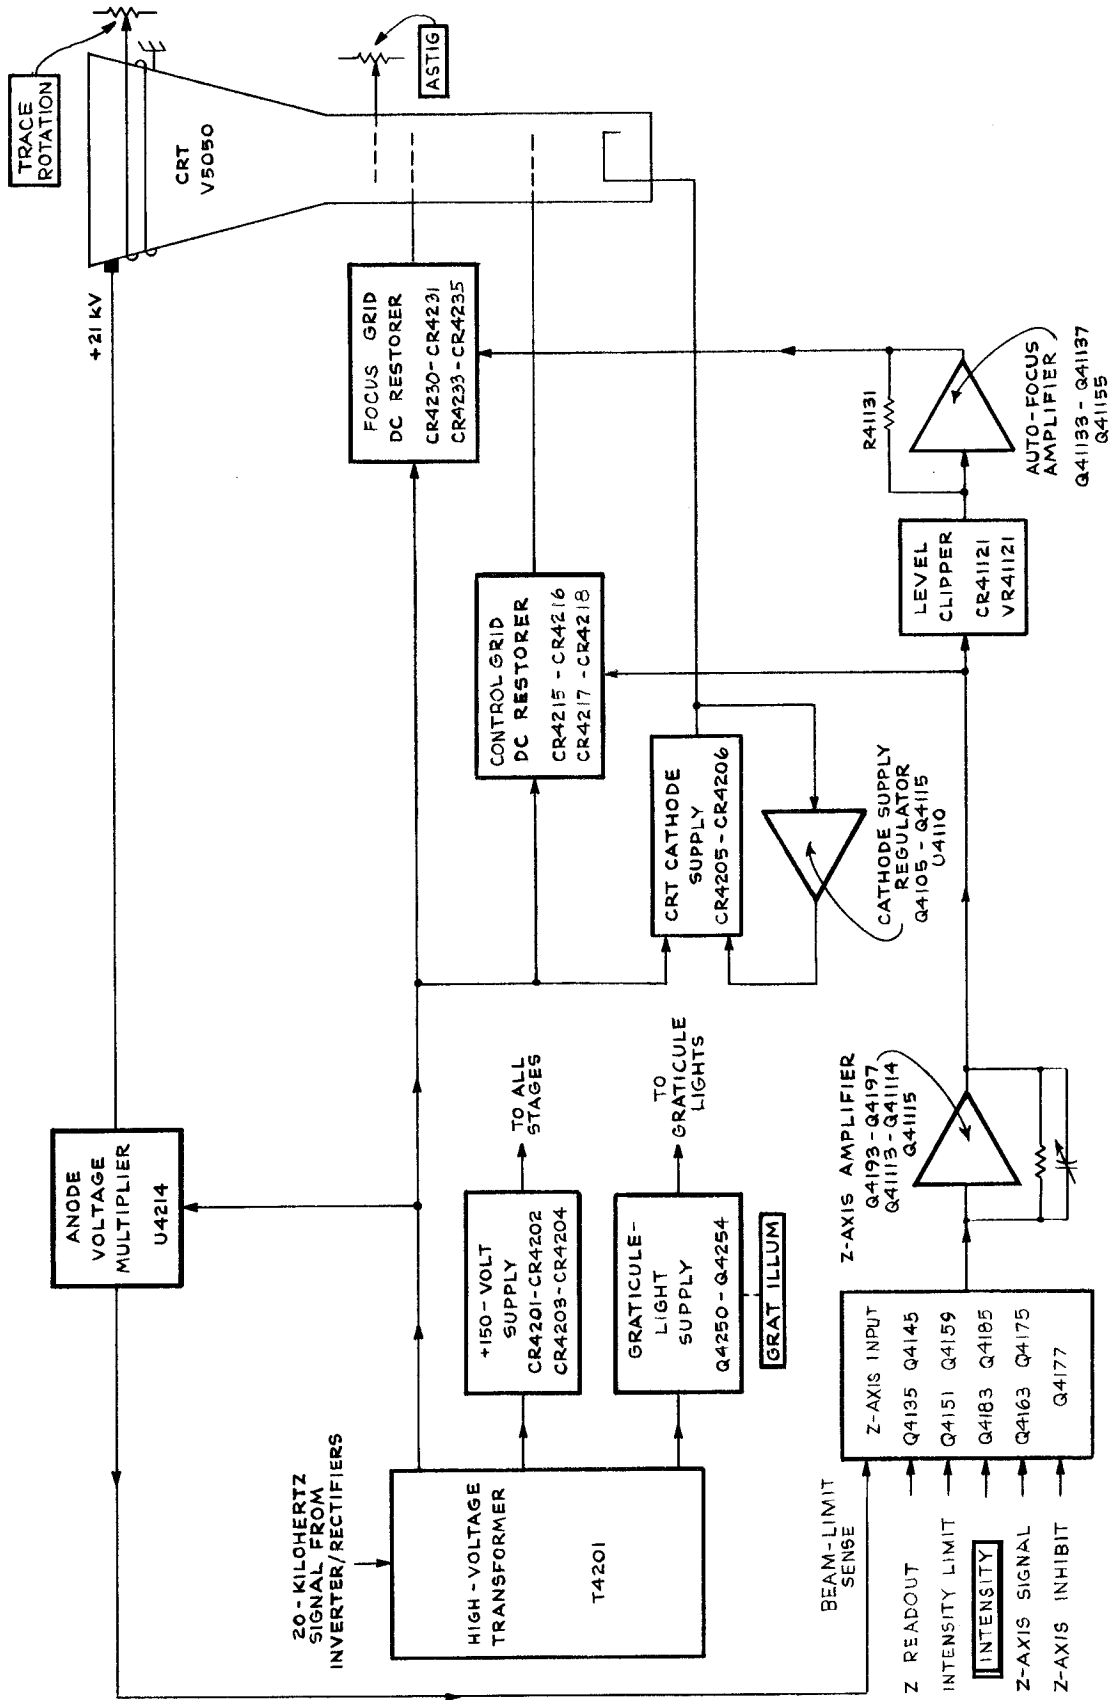 20-KILOHERTZ
SIGNAL FROM
INVERTER/RECTIFIERS
HIGH-VOLTAGE
TRANSFORMER
T4201
ANODE
VOLTAGE
MULTIPLIER
U4214
+21 kV
TRACE
ROTATION
CRT
V5050
ASTIG
+150-VOLT
SUPPLY
CR4201-CR4202
CR4203-CR4204
TO ALL
STAGES
GRATICULE-
LIGHT
SUPPLY
Q4250-Q4254
GRAT ILLUM
TO
GRATICULE
LIGHTS
FOCUS GRID
DC RESTORER
CR4230-CR4231
CR4233-CR4235
CONTROL GRID
DC RESTORER
CR4215-CR4216
CR4217-CR4218
CRT CATHODE
SUPPLY
CR4205-CR4206
CATHODE SUPPLY
REGULATOR
Q4105-Q4115
U4110
BEAM-LIMIT
SENSE
Z READOUT
INTENSITY LIMIT
INTENSITY
Z-AXIS SIGNAL
Z-AXIS INHIBIT
Z-AXIS INPUT
Q4135 Q4145
Q4151 Q4159
Q4183 Q4185
Q4163 Q4175
Q4177
Z-AXIS AMPLIFIER
Q4193-Q4197
Q41113-Q41114
Q41115
LEVEL
CLIPPER
CR41121
VR41121
R41131
AUTO-FOCUS
AMPLIFIER
Q41133-Q41137
Q41155